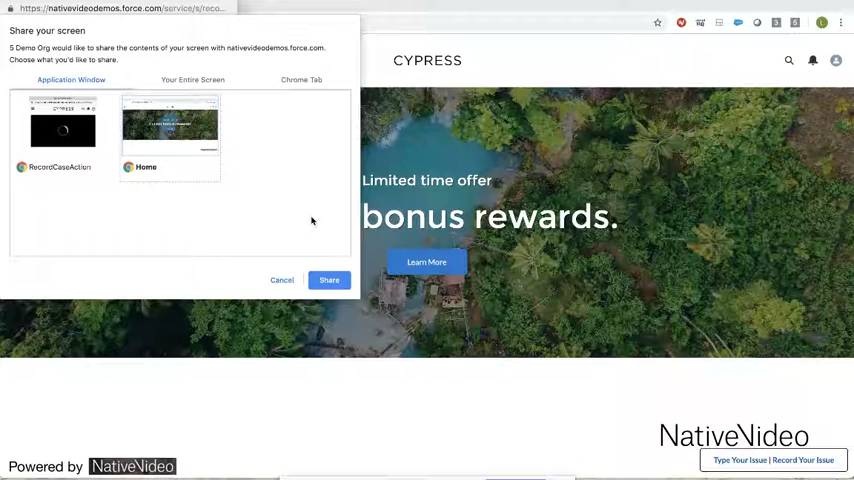 https://nativevideodemos.force.com/service/s/reco...
Share your screen
5 Demo Org would like to share the contents of your screen with nativevideodemos.force.com.
Choose what you'd like to share.
Application Window
Your Entire Screen
Chrome Tab
RecordCaseAction
Home
Cancel
Share
CYPRESS
Limited time offer
bonus rewards.
Learn More
NativeVideo
Type Your Issue | Record Your Issue
Powered by NativeVideo